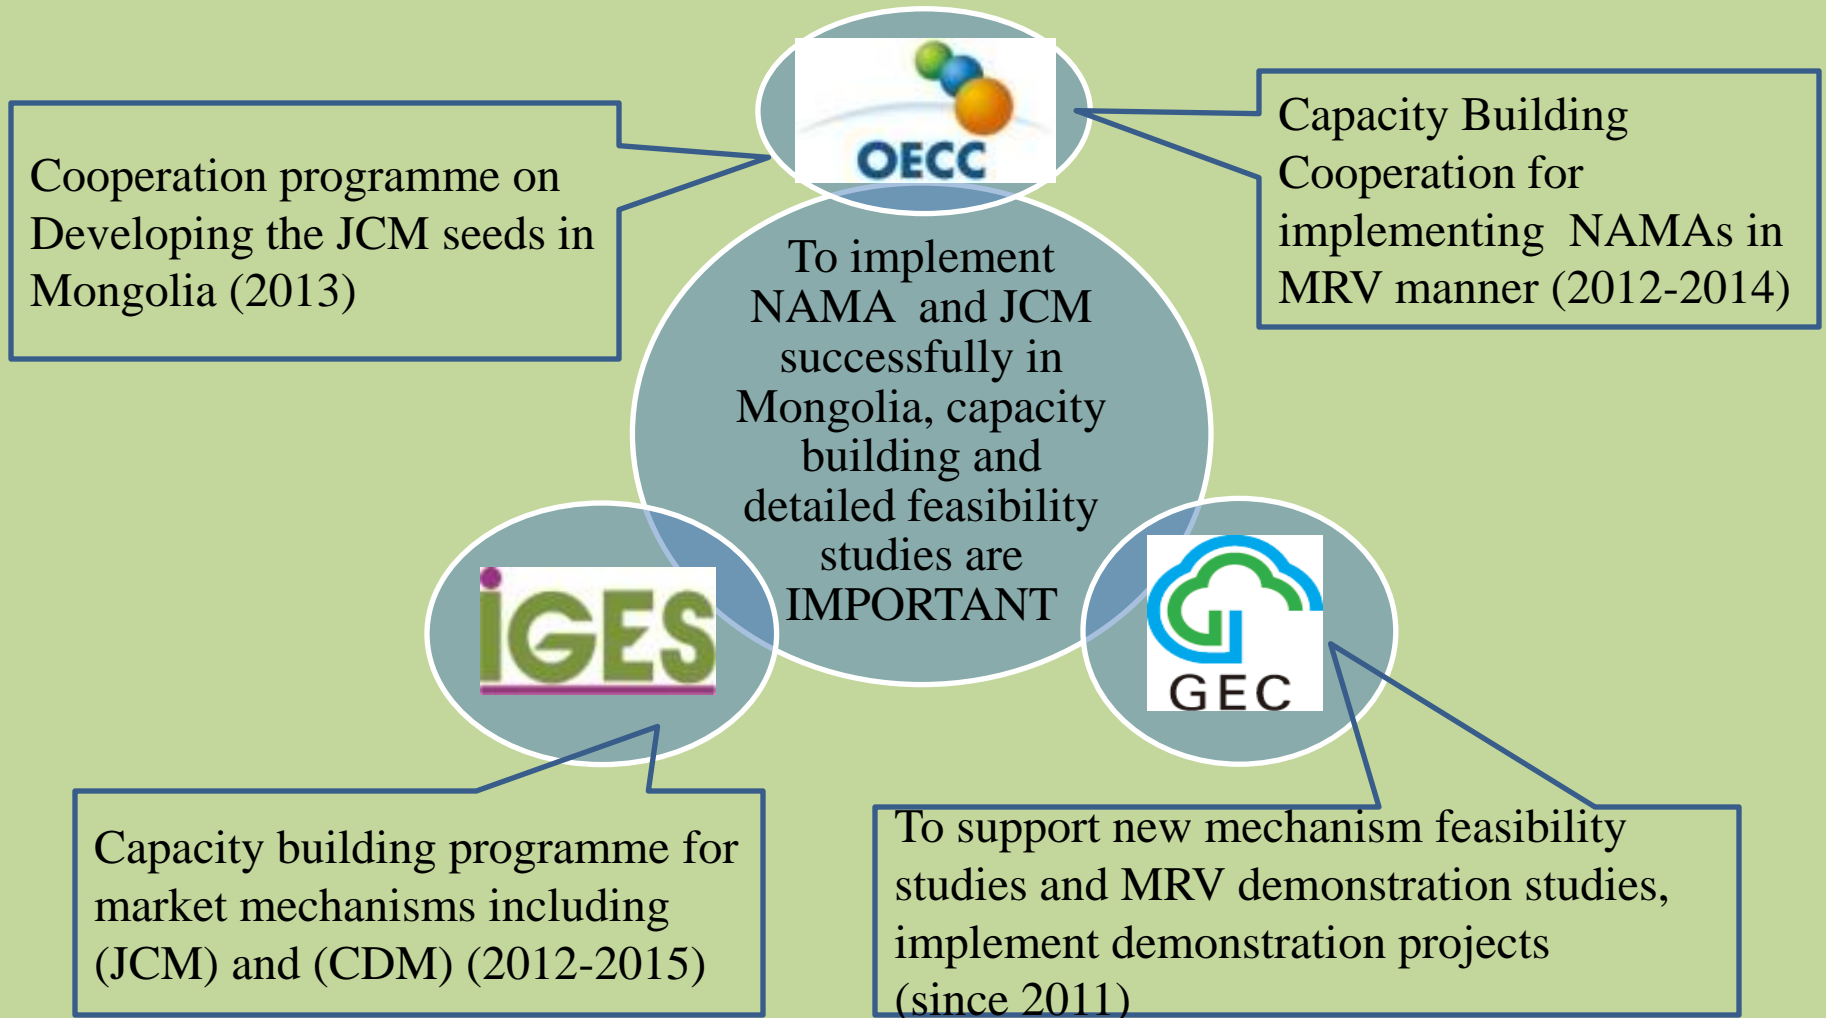 OECC
Cooperation programme on
Developing the JCM seeds in
Mongolia (2013)
Capacity Building
Cooperation for
implementing NAMAs in
MRV manner (2012-2014)
To implement
NAMA and JCM
successfully in
Mongolia, capacity
building and
detailed feasibility
studies are
IMPORTANT
iGES
GEC
Capacity building programme for
market mechanisms including
(JCM) and (CDM) (2012-2015)
To support new mechanism feasibility
studies and MRV demonstration studies,
implement demonstration projects
(since 2011)